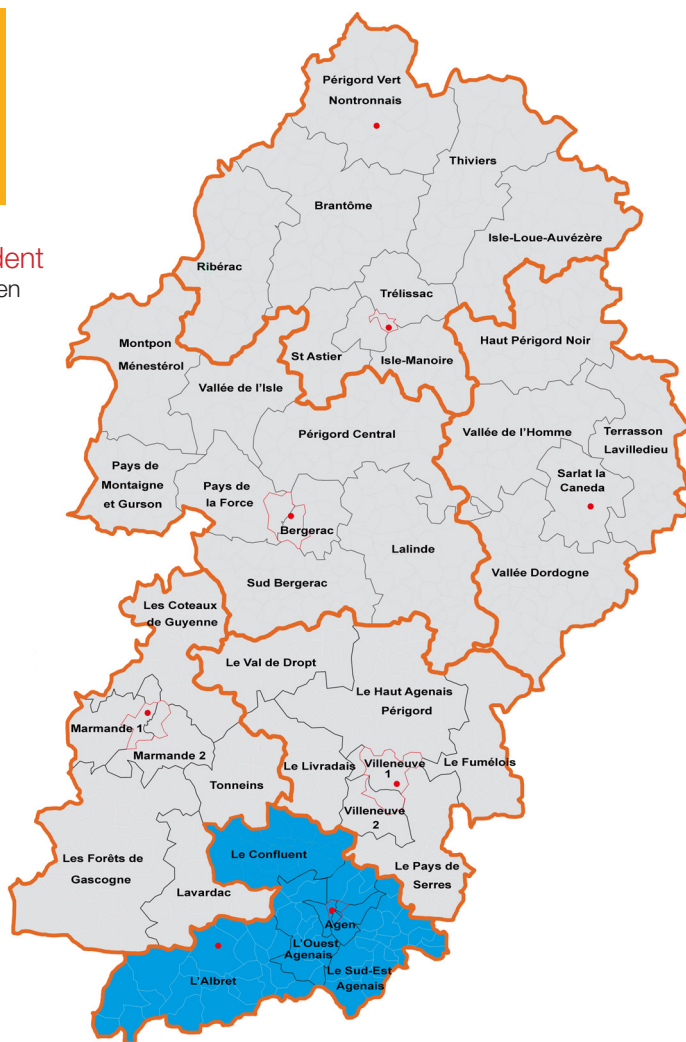 dent
en
Périgord Vert
Nontronnais
Thiviers
Brantôme
Isle-Loue-Auvézère
Ribérac
Trélissac
Montpon
Ménestérol
St Astier
Isle-Manoire
Haut Périgord Noir
Vallée de l'Isle
Périgord Central
Vallée de l'Homme
Terrasson
Lavilledieu
Pays de
Montaigne
et Gurson
Pays de
la Force
Sarlat la
Caneda
Bergerac
Lalinde
Vallée Dordogne
Sud Bergerac
Les Coteaux
de Guyenne
Le Val de Dropt
Le Haut Agenais
Périgord
Marmande 1
Marmande 2
Le Livradais
Villeneuve
1
Le Fumélois
Tonneins
Villeneuve
2
Le Confluent
Les Forêts de
Gascogne
Le Pays de
Serres
Lavardac
Agen
L'Ouest
Agenais
L'Albret
Le Sud-Est
Agenais